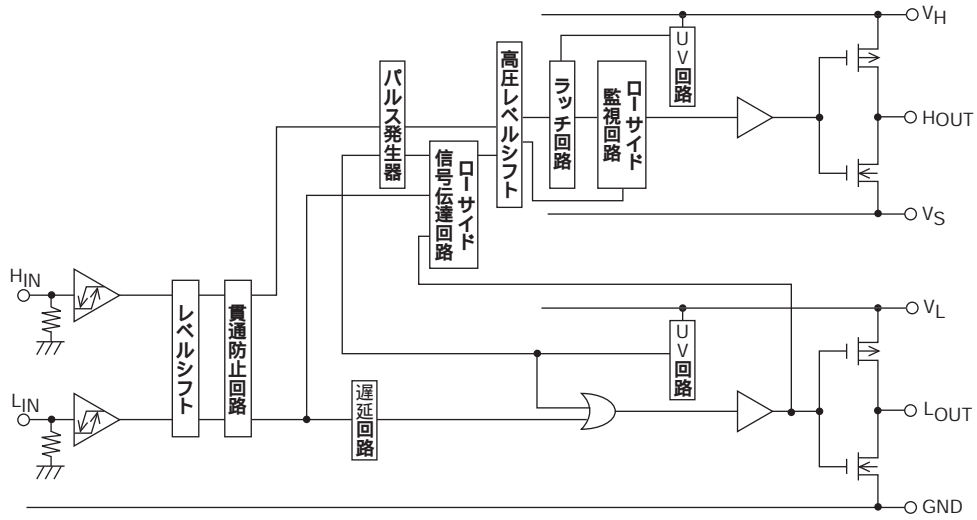 VH
UV回路
高圧レベルシフト
ラッチ回路
ローサイド
監視回路
パルス発生器
HOUT
ローサイド
信号伝達回路
VS
HIN
レベルシフト
貫通防止回路
VL
UV回路
遅延回路
LIN
LOUT
GND